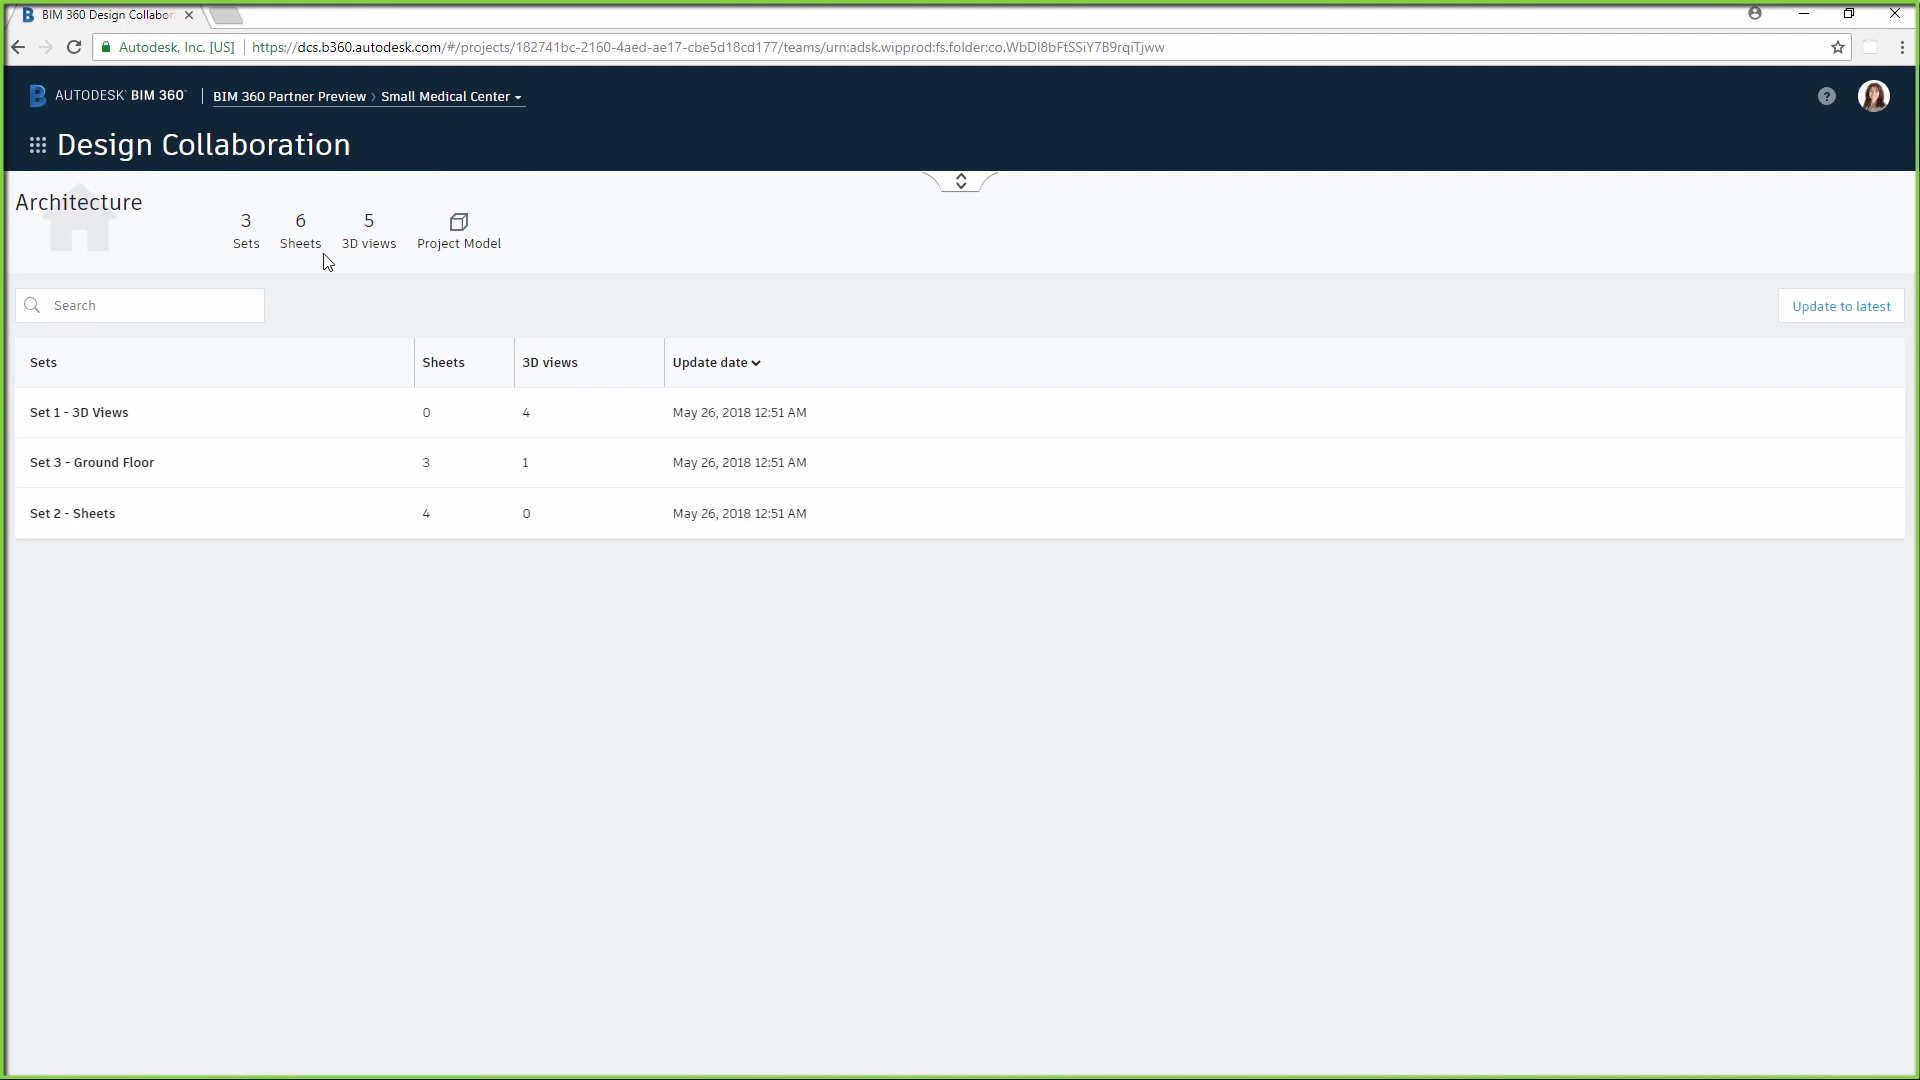 BIM 360 Design Collabor
Autodesk, Inc. [US] https://dcs.b360.autodesk.com/#/projects/182741bc-2160-4aed-ae17-cbe5d18cd177/teams/urn:adsk.wipprod:fs.folder:co.WbDI8bFtSSiY7B9rqiTjww
AUTODESK BIM 360 BIM 360 Partner Preview > Small Medical Center
Design Collaboration
Architecture
3 6 5
Sets Sheets 3D views Project Model
Search
Update to latest
Sets Sheets 3D views Update date
Set 1 - 3D Views 0 4 May 26, 2018 12:51 AM
Set 3 - Ground Floor 3 1 May 26, 2018 12:51 AM
Set 2 - Sheets 4 0 May 26, 2018 12:51 AM